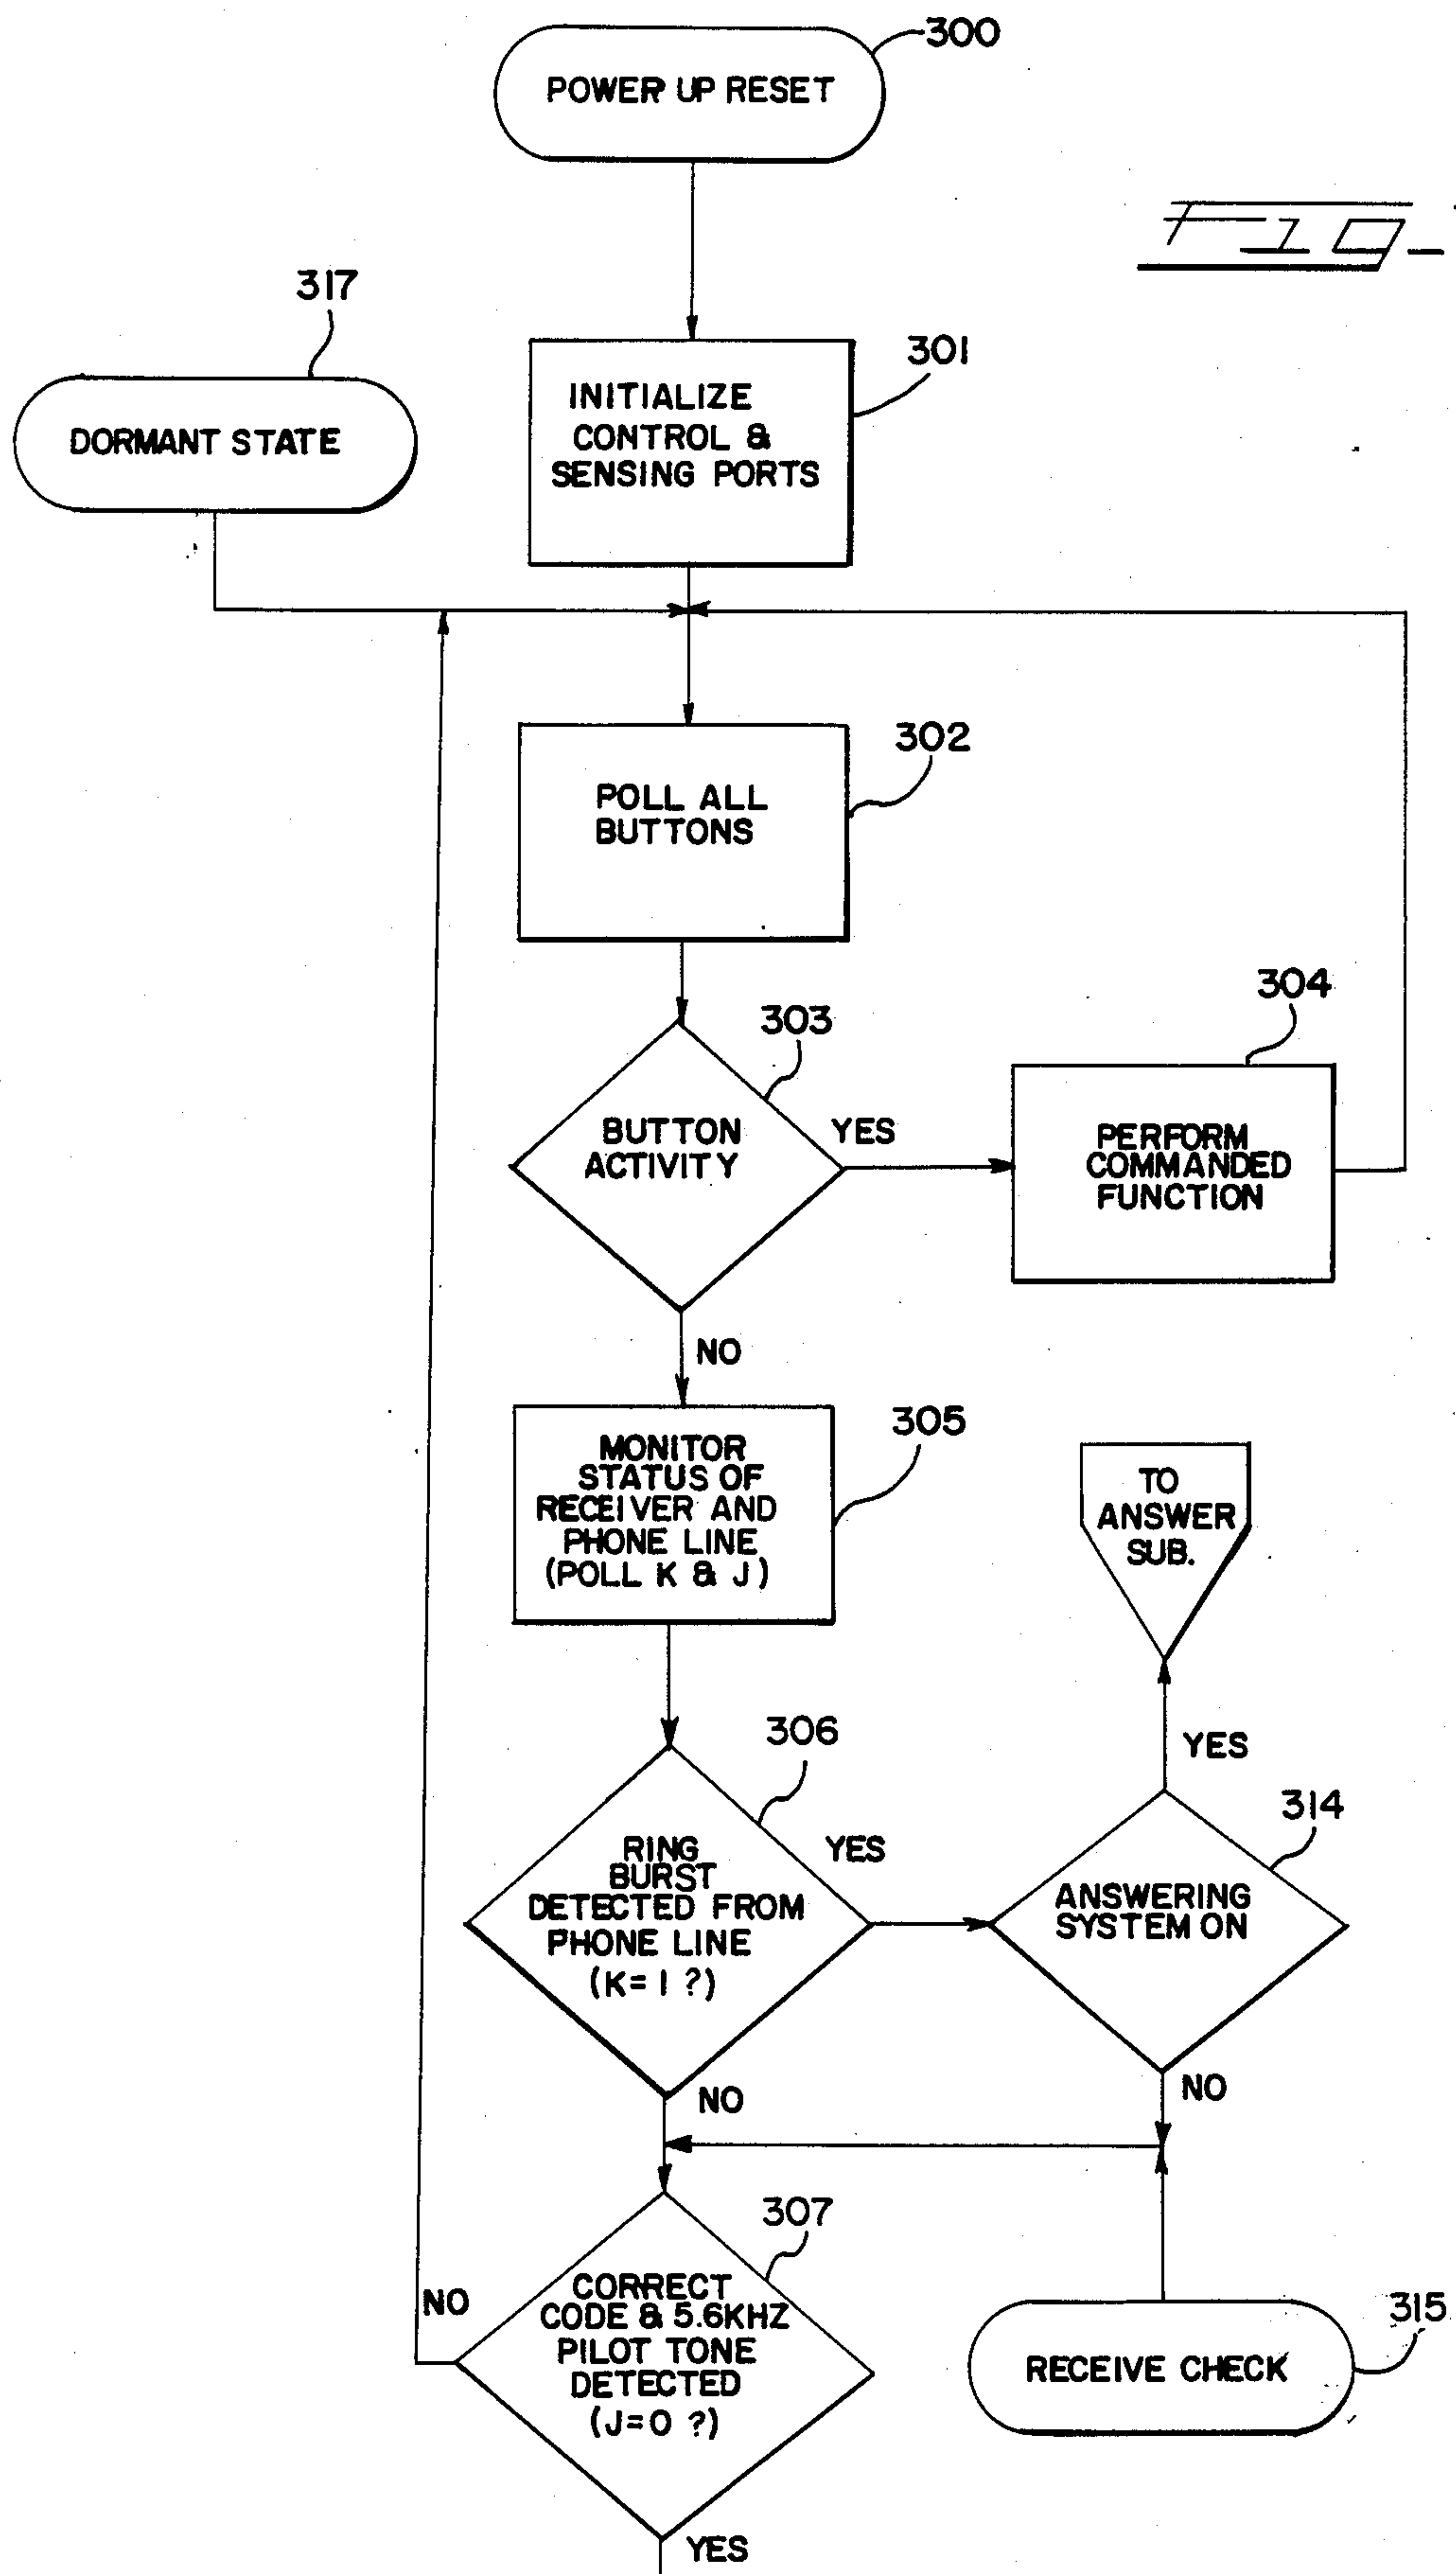 300
POWER UP RESET
Fig-
317
301
INITIALIZE
CONTROL &
SENSING PORTS
DORMANT STATE
302
POLL ALL
BUTTONS
303
304
BUTTON
ACTIVITY
YES
PERFORM
COMMANDED
FUNCTION
NO
305
MONITOR
STATUS OF
RECEIVER AND
PHONE LINE
(POLL K & J)
TO
ANSWER
SUB.
306
YES
314
RING
BURST
DETECTED FROM
PHONE LINE
(K=1 ?)
YES
ANSWERING
SYSTEM ON
NO
NO
307
CORRECT
CODE & 5.6KHZ
PILOT TONE
DETECTED
(J=0 ?)
NO
315
RECEIVE CHECK
YES